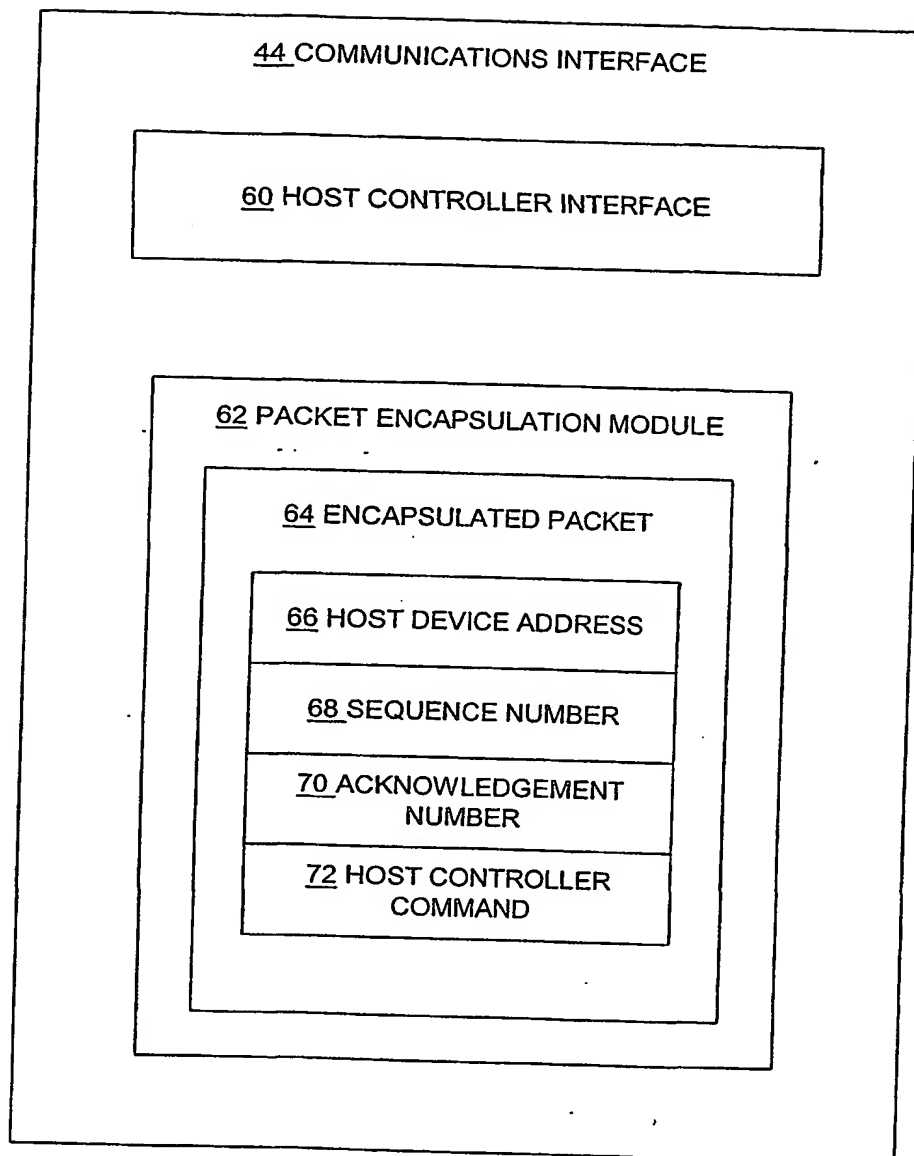 44 COMMUNICATIONS INTERFACE
60 HOST CONTROLLER INTERFACE
62 PACKET ENCAPSULATION MODULE
64 ENCAPSULATED PACKET
66 HOST DEVICE ADDRESS
68 SEQUENCE NUMBER
70 ACKNOWLEDGEMENT
NUMBER
72 HOST CONTROLLER
COMMAND